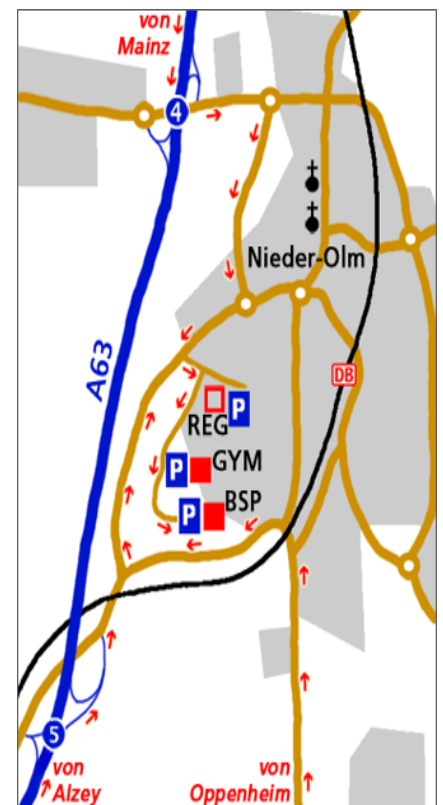 von
Mainz
4
Nieder-Olm
A63
DB
P
REG
P
GYM
P
BSP
5
von
Alzey
von
Oppenheim